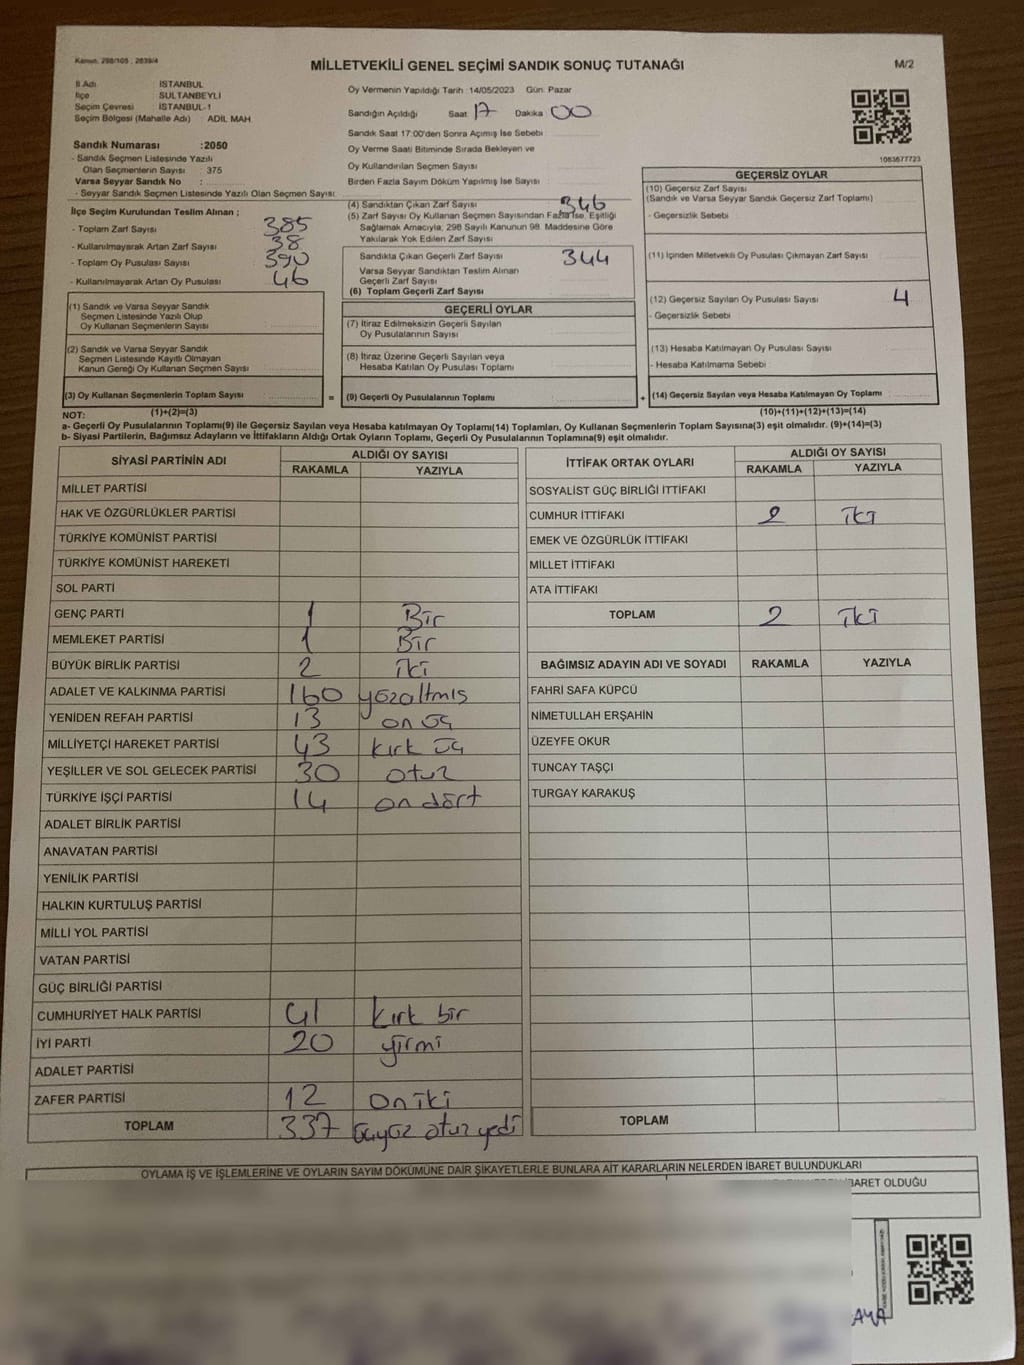 Kanun. 298/105 , 2839/4
MİLLETVEKİLİ GENEL SEÇİMİ SANDIK SONUÇ TUTANAĞI
M/2
İl Adı : İSTANBUL
İlçe : SULTANBEYLİ
Seçim Çevresi : İSTANBUL-1
Seçim Bölgesi (Mahalle Adı) ADİL MAH
Sandık Numarası :2050
- Sandık Seçmen Listesinde Yazılı
Olan Seçmenlerin Sayısı : 375
Varsa Seyyar Sandık No :
- Seyyar Sandık Seçmen Listesinde Yazılı Olan Seçmen Sayısı:
İlçe Seçim Kurulundan Teslim Alınan ;
- Toplam Zarf Sayısı 385
- Kullanılmayarak Artan Zarf Sayısı 38
- Toplam Oy Pusulası Sayısı 390
- Kullanılmayarak Artan Oy Pusulası 46
(1) Sandık ve Varsa Seyyar Sandık
Seçmen Listesinde Yazılı Olup
Oy Kullanan Seçmenlerin Sayısı
(2) Sandık ve Varsa Seyyar Sandık
Seçmen Listesinde Kayıtlı Olmayan
Kanun Gereği Oy Kullanan Seçmen Sayısı
(3) Oy Kullanan Seçmenlerin Toplam Sayısı
Oy Vermenin Yapıldığı Tarih :14/05/2023 Gün: Pazar
Sandığın Açıldığı Saat 17 Dakika 00
Sandık Saat 17:00'den Sonra Açımış İse Sebebi
Oy Verme Saati Bitiminde Sırada Bekleyen ve
Oy Kullandırılan Seçmen Sayısı
Birden Fazla Sayım Döküm Yapılmış İse Sayısı
(4) Sandıktan Çıkan Zarf Sayısı 346
(5) Zarf Sayısı Oy Kullanan Seçmen Sayısından Fazla İse, Eşitliği
Sağlamak Amacıyla, 298 Sayılı Kanunun 98. Maddesine Göre
Yakılarak Yok Edilen Zarf Sayısı
Sandıkta Çıkan Geçerli Zarf Sayısı 344
Varsa Seyyar Sandıktan Teslim Alınan
Geçerli Zarf Sayısı
(6) Toplam Geçerli Zarf Sayısı
GEÇERLİ OYLAR
(7) İtiraz Edilmeksizin Geçerli Sayılan
Oy Pusulalarının Sayısı
(8) İtiraz Üzerine Geçerli Sayılan veya
Hesaba Katılan Oy Pusulası Toplamı
= (9) Geçerli Oy Pusulalarının Toplamı
1083677723
GEÇERSİZ OYLAR
(10) Geçersiz Zarf Sayısı
(Sandık ve Varsa Seyyar Sandık Geçersiz Zarf Toplamı)
- Geçersizlik Sebebi
(11) İçinden Milletvekili Oy Pusulası Çıkmayan Zarf Sayısı
(12) Geçersiz Sayılan Oy Pusulası Sayısı 4
- Geçersizlik Sebebi
(13) Hesaba Katılmayan Oy Pusulası Sayısı
- Hesaba Katılmama Sebebi
+ (14) Geçersiz Sayılan veya Hesaba Katılmayan Oy Toplamı
NOT: (1)+(2)=(3) (10)+(11)+(12)+(13)=(14)
a- Geçerli Oy Pusulalarının Toplamı(9) ile Geçersiz Sayılan veya Hesaba Katılmayan Oy Toplamı(14) Toplamları, Oy Kullanan Seçmenlerin Toplam Sayısına(3) eşit olmalıdır. (9)+(14)=(3)
b- Siyasi Partilerin, Bağımsız Adayların ve İttifakların Aldığı Ortak Oyların Toplamı, Geçerli Oy Pusulalarının Toplamına(9) eşit olmalıdır.
SİYASİ PARTİNİN ADI ALDIĞI OY SAYISI
RAKAMLA YAZIYLA
MİLLET PARTİSİ
HAK VE ÖZGÜRLÜKLER PARTİSİ
TÜRKİYE KOMÜNİST PARTİSİ
TÜRKİYE KOMÜNİST HAREKETİ
SOL PARTİ
GENÇ PARTİ 1 Bir
MEMLEKET PARTİSİ 1 Bir
BÜYÜK BİRLİK PARTİSİ 2 iki
ADALET VE KALKINMA PARTİSİ 160 yüzaltmış
YENİDEN REFAH PARTİSİ 13 on üç
MİLLİYETÇİ HAREKET PARTİSİ 43 kırk üç
YEŞİLLER VE SOL GELECEK PARTİSİ 30 otuz
TÜRKİYE İŞÇİ PARTİSİ 14 on dört
ADALET BİRLİK PARTİSİ
ANAVATAN PARTİSİ
YENİLİK PARTİSİ
HALKIN KURTULUŞ PARTİSİ
MİLLİ YOL PARTİSİ
VATAN PARTİSİ
GÜÇ BİRLİĞİ PARTİSİ
CUMHURİYET HALK PARTİSİ 41 kırk bir
İYİ PARTİ 20 yirmi
ADALET PARTİSİ
ZAFER PARTİSİ 12 on iki
TOPLAM 337 üçyüz otuz yedi
İTTİFAK ORTAK OYLARI ALDIĞI OY SAYISI
RAKAMLA YAZIYLA
SOSYALİST GÜÇ BİRLİĞİ İTTİFAKI
CUMHUR İTTİFAKI 2 iki
EMEK VE ÖZGÜRLÜK İTTİFAKI
MİLLET İTTİFAKI
ATA İTTİFAKI
TOPLAM 2 iki
BAĞIMSIZ ADAYIN ADI VE SOYADI RAKAMLA YAZIYLA
FAHRİ SAFA KÜPCÜ
NİMETULLAH ERŞAHİN
ÜZEYFE OKUR
TUNCAY TAŞÇI
TURGAY KARAKUŞ
TOPLAM
OYLAMA İŞ VE İŞLEMLERİNE VE OYLARIN SAYIM DÖKÜMÜNE DAİR ŞİKAYETLERLE BUNLARA AİT KARARLARIN NELERDEN İBARET BULUNDUKLARI
İBARET OLDUĞU